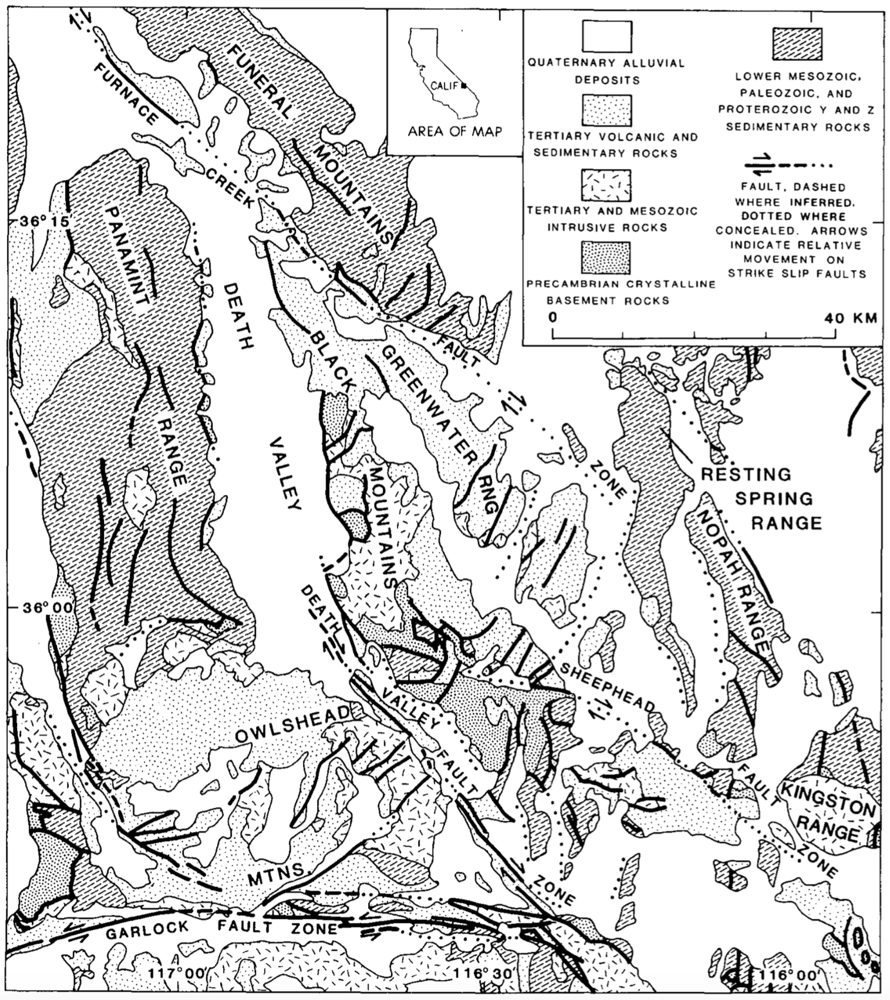 FURNACE
CREEK
FAULT
ZONE
FUNERAL
MOUNTAINS
CALIF
AREA OF MAP
QUATERNARY ALLUVIAL
DEPOSITS
TERTIARY VOLCANIC AND
SEDIMENTARY ROCKS
TERTIARY AND MESOZOIC
INTRUSIVE ROCKS
PRECAMBRIAN CRYSTALLINE
BASEMENT ROCKS
LOWER MESOZOIC,
PALEOZOIC, AND
PROTEROZOIC Y AND Z
SEDIMENTARY ROCKS
FAULT, DASHED
WHERE INFERRED.
DOTTED WHERE
CONCEALED. ARROWS
INDICATE RELATIVE
MOVEMENT ON
STRIKE SLIP FAULTS
0 40 KM
36° 15'
PANAMINT
RANGE
DEATH
VALLEY
BLACK
MOUNTAINS
GREENWATER
RNG
RESTING
SPRING
RANGE
NOPAH RANGE
36° 00'
DEATH
VALLEY
FAULT
ZONE
SHEEPHEAD
FAULT
ZONE
OWLSHEAD
MTNS.
KINGSTON
RANGE
GARLOCK FAULT ZONE
117° 00'
116° 30'
116° 00'